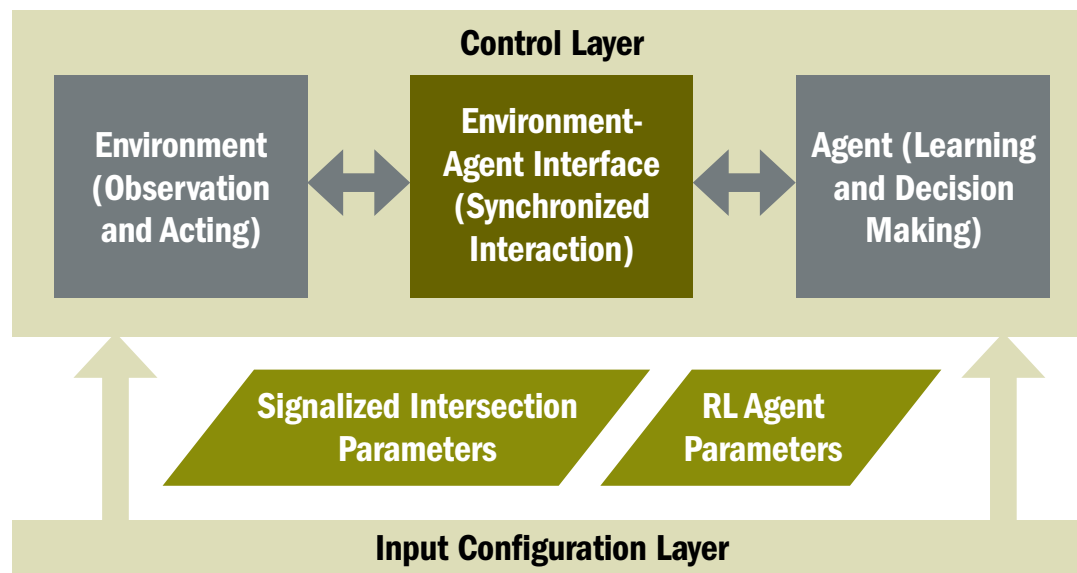 Control Layer
Environment
(Observation
and Acting)
Environment-
Agent Interface
(Synchronized
Interaction)
Agent (Learning
and Decision
Making)
Signalized Intersection
Parameters
RL Agent
Parameters
Input Configuration Layer